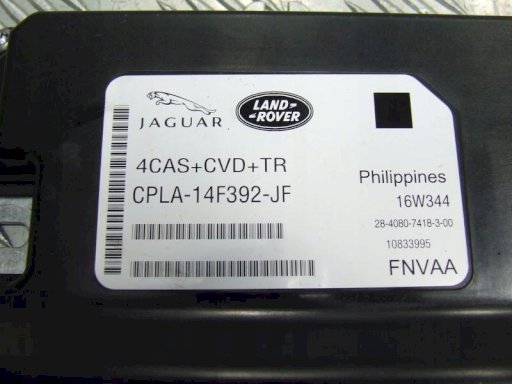 JAGUAR
LAND-
-ROVER
4CAS+CVD+TR
CPLA-14F392-JF
Philippines
16W344
28-4080-7418-3-00
10833995
FNVAA